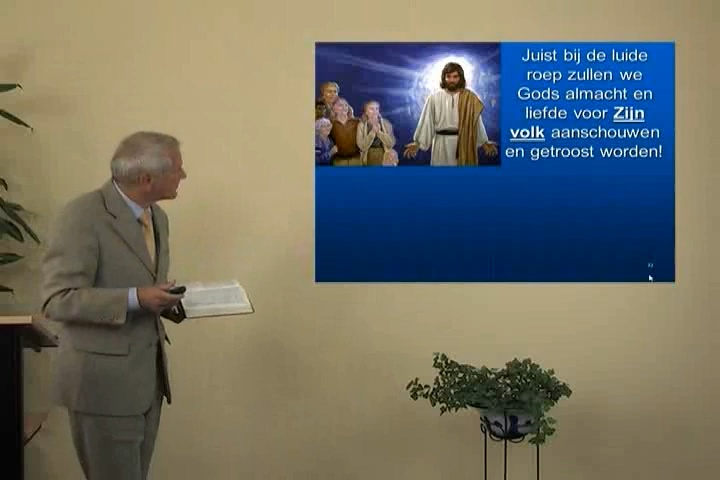 Juist bij de luide
roep zullen we
Gods almacht en
liefde voor Zijn
volk aanschouwen
en getroost worden!